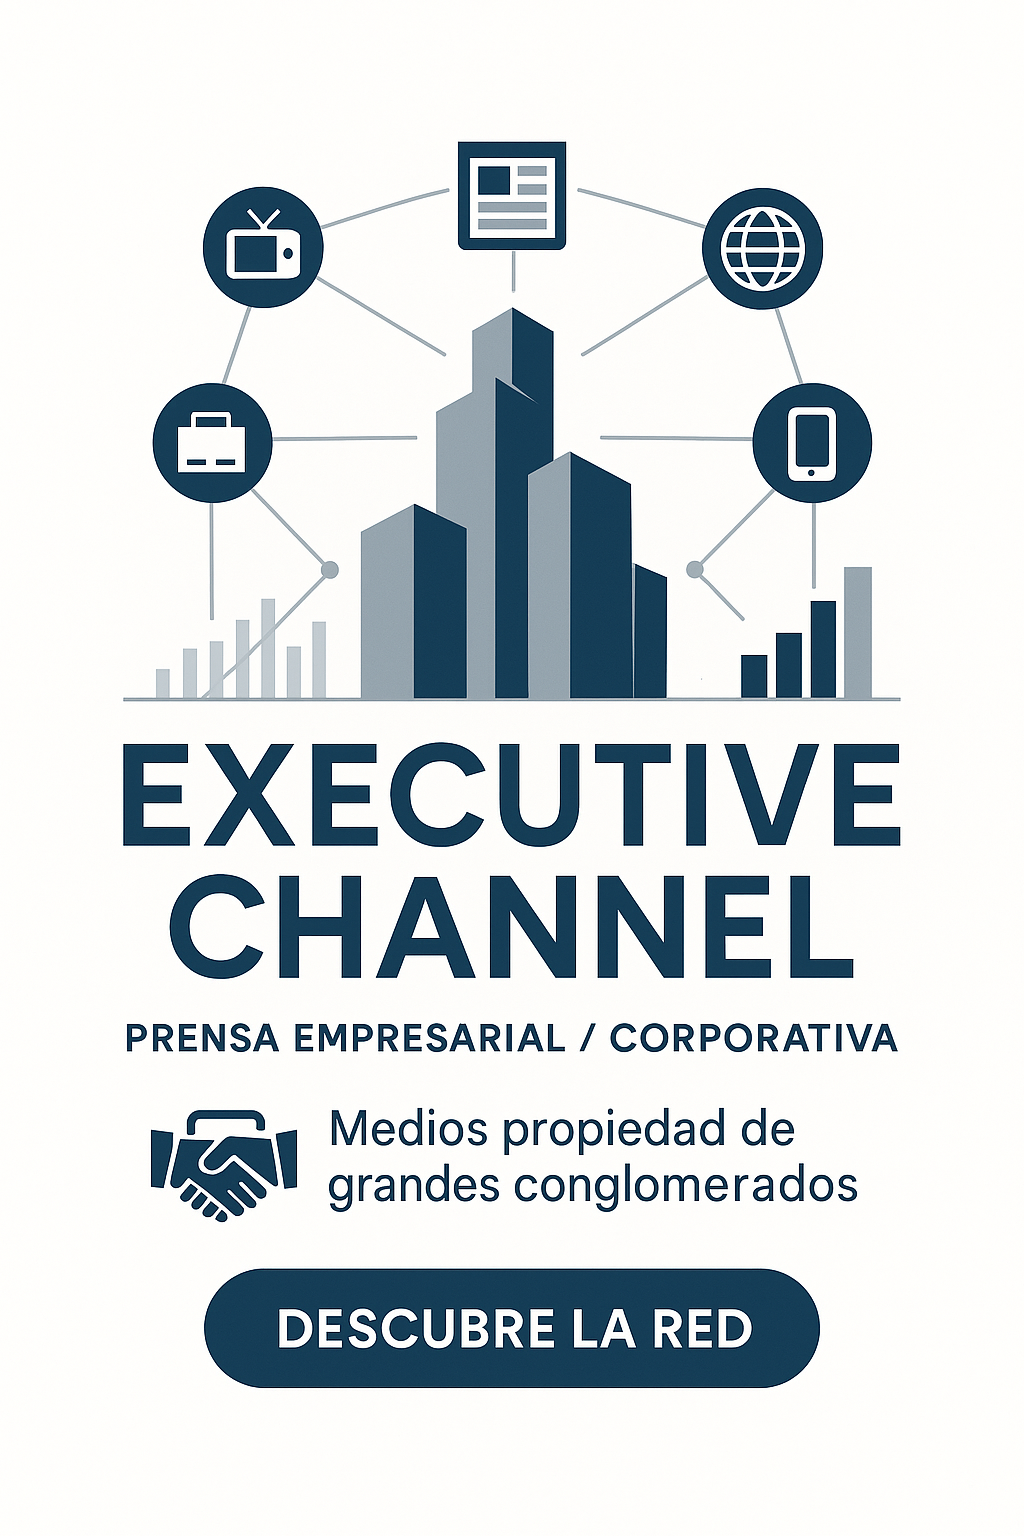 EXECUTIVE
CHANNEL
PRENSA EMPRESARIAL / CORPORATIVA
Medios propiedad de
grandes conglomerados
DESCUBRE LA RED